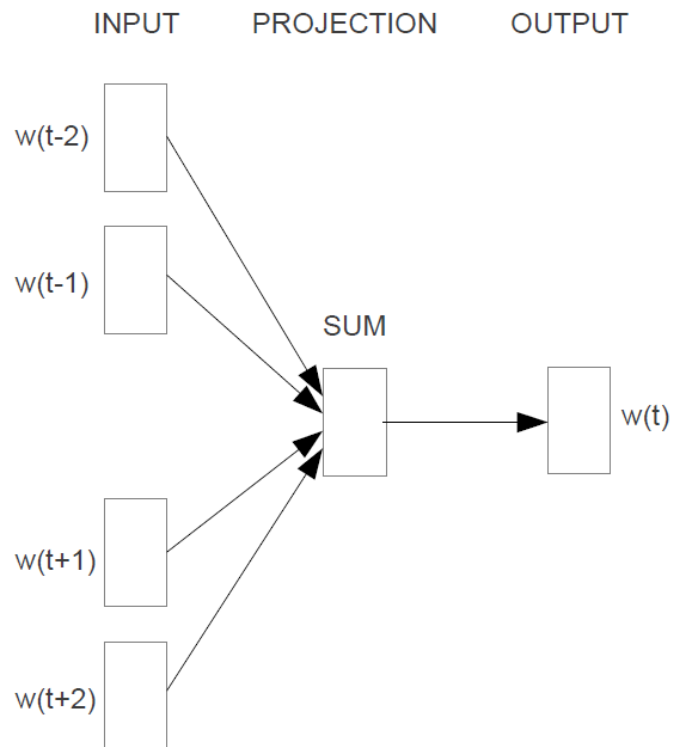 INPUT PROJECTION OUTPUT
w(t-2)
w(t-1)
SUM
w(t)
w(t+1)
w(t+2)